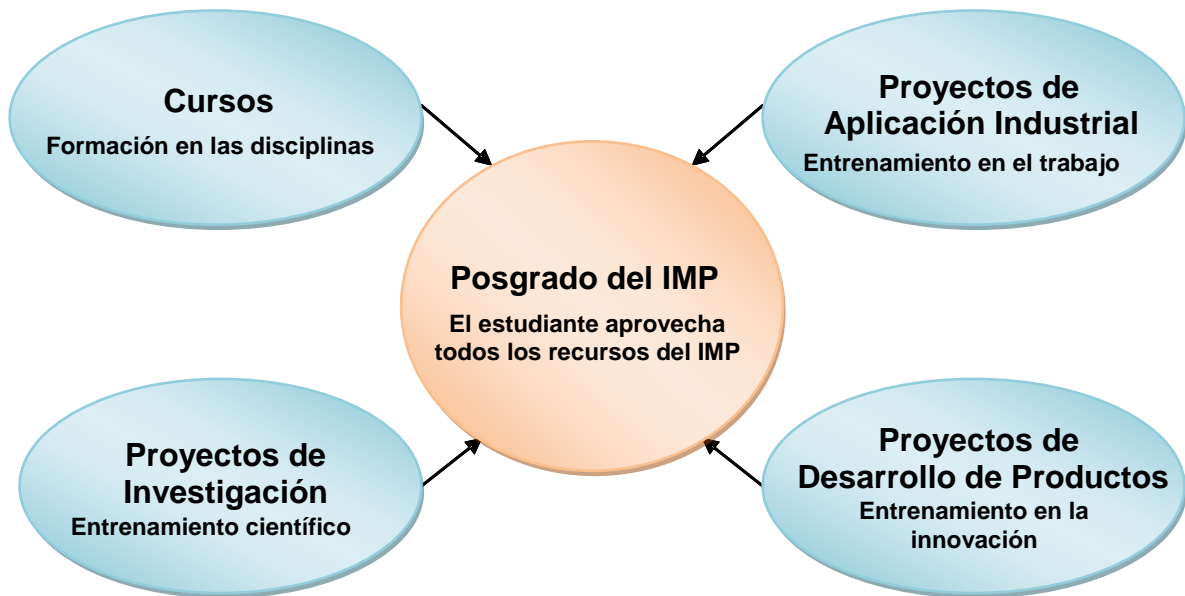 Cursos
Formación en las disciplinas
Proyectos de
Aplicación Industrial
Entrenamiento en el trabajo
Posgrado del IMP
El estudiante aprovecha
todos los recursos del IMP
Proyectos de
Investigación
Entrenamiento científico
Proyectos de
Desarrollo de Productos
Entrenamiento en la
innovación